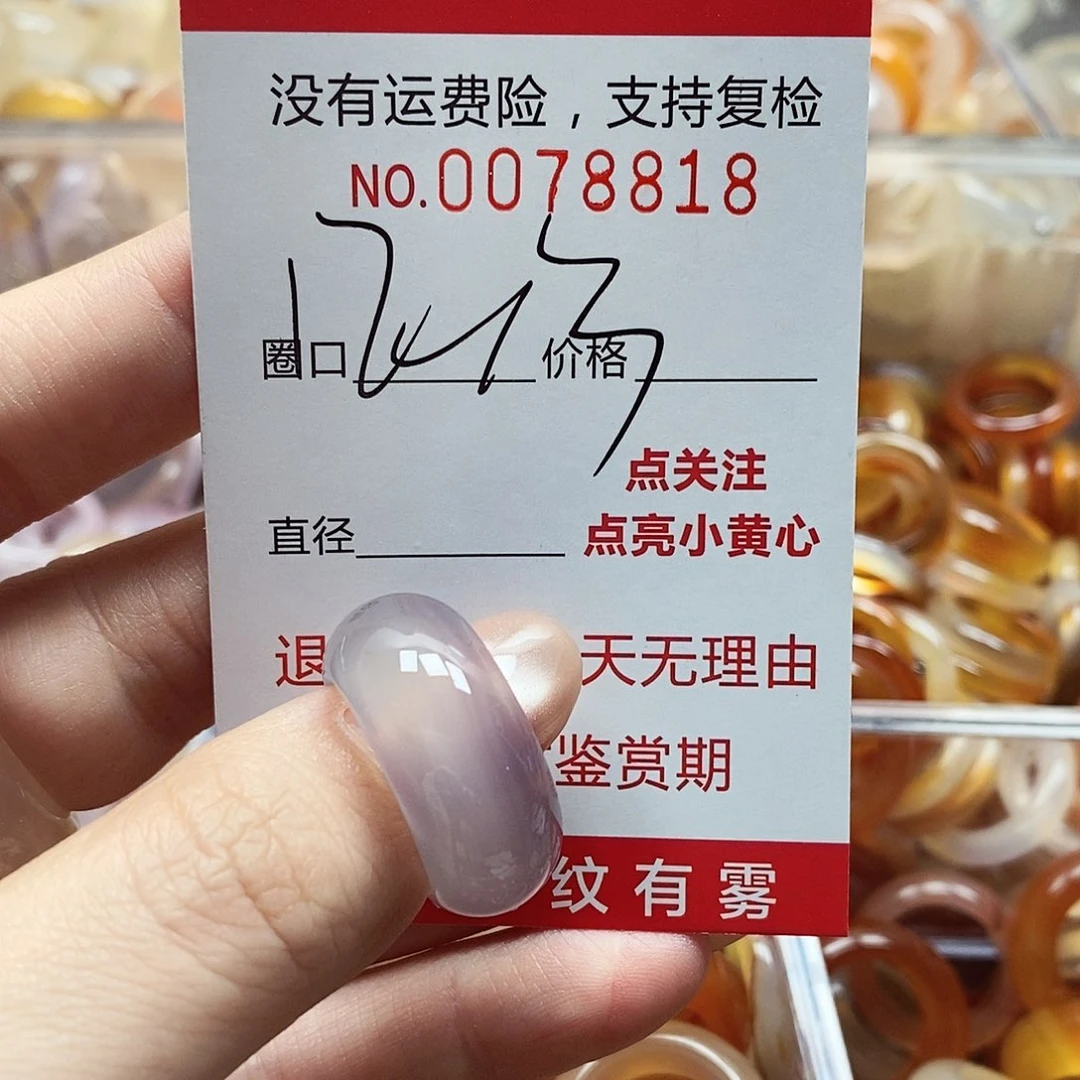 没有运费险，支持复检
NO.0078818
圈口 价格
点关注
直径 点亮小黄心
退 天无理由
鉴赏期
纹有雾